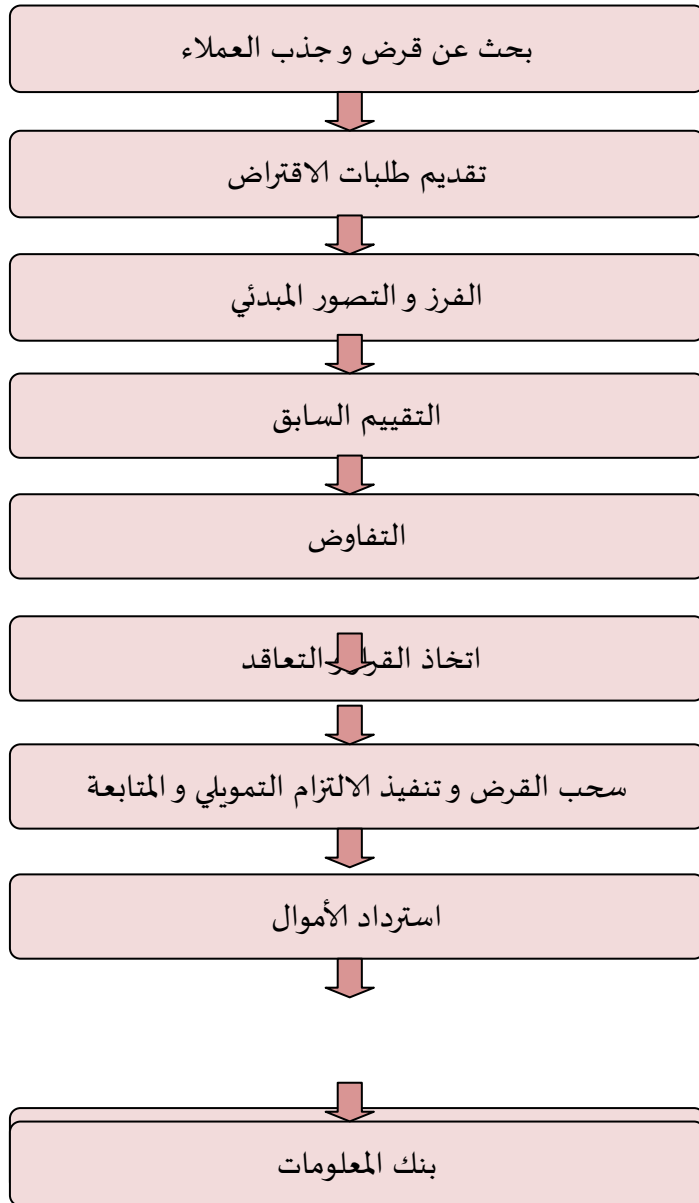 بحث عن قرض و جذب العملاء
تقديم طلبات الاقتراض
الفرز و التصور المبدئي
التقييم السابق
التفاوض
اتخاذ القرار و التعاقد
سحب القرض و تنفيذ الالتزام التمويلي و المتابعة
استرداد الأموال
بنك المعلومات